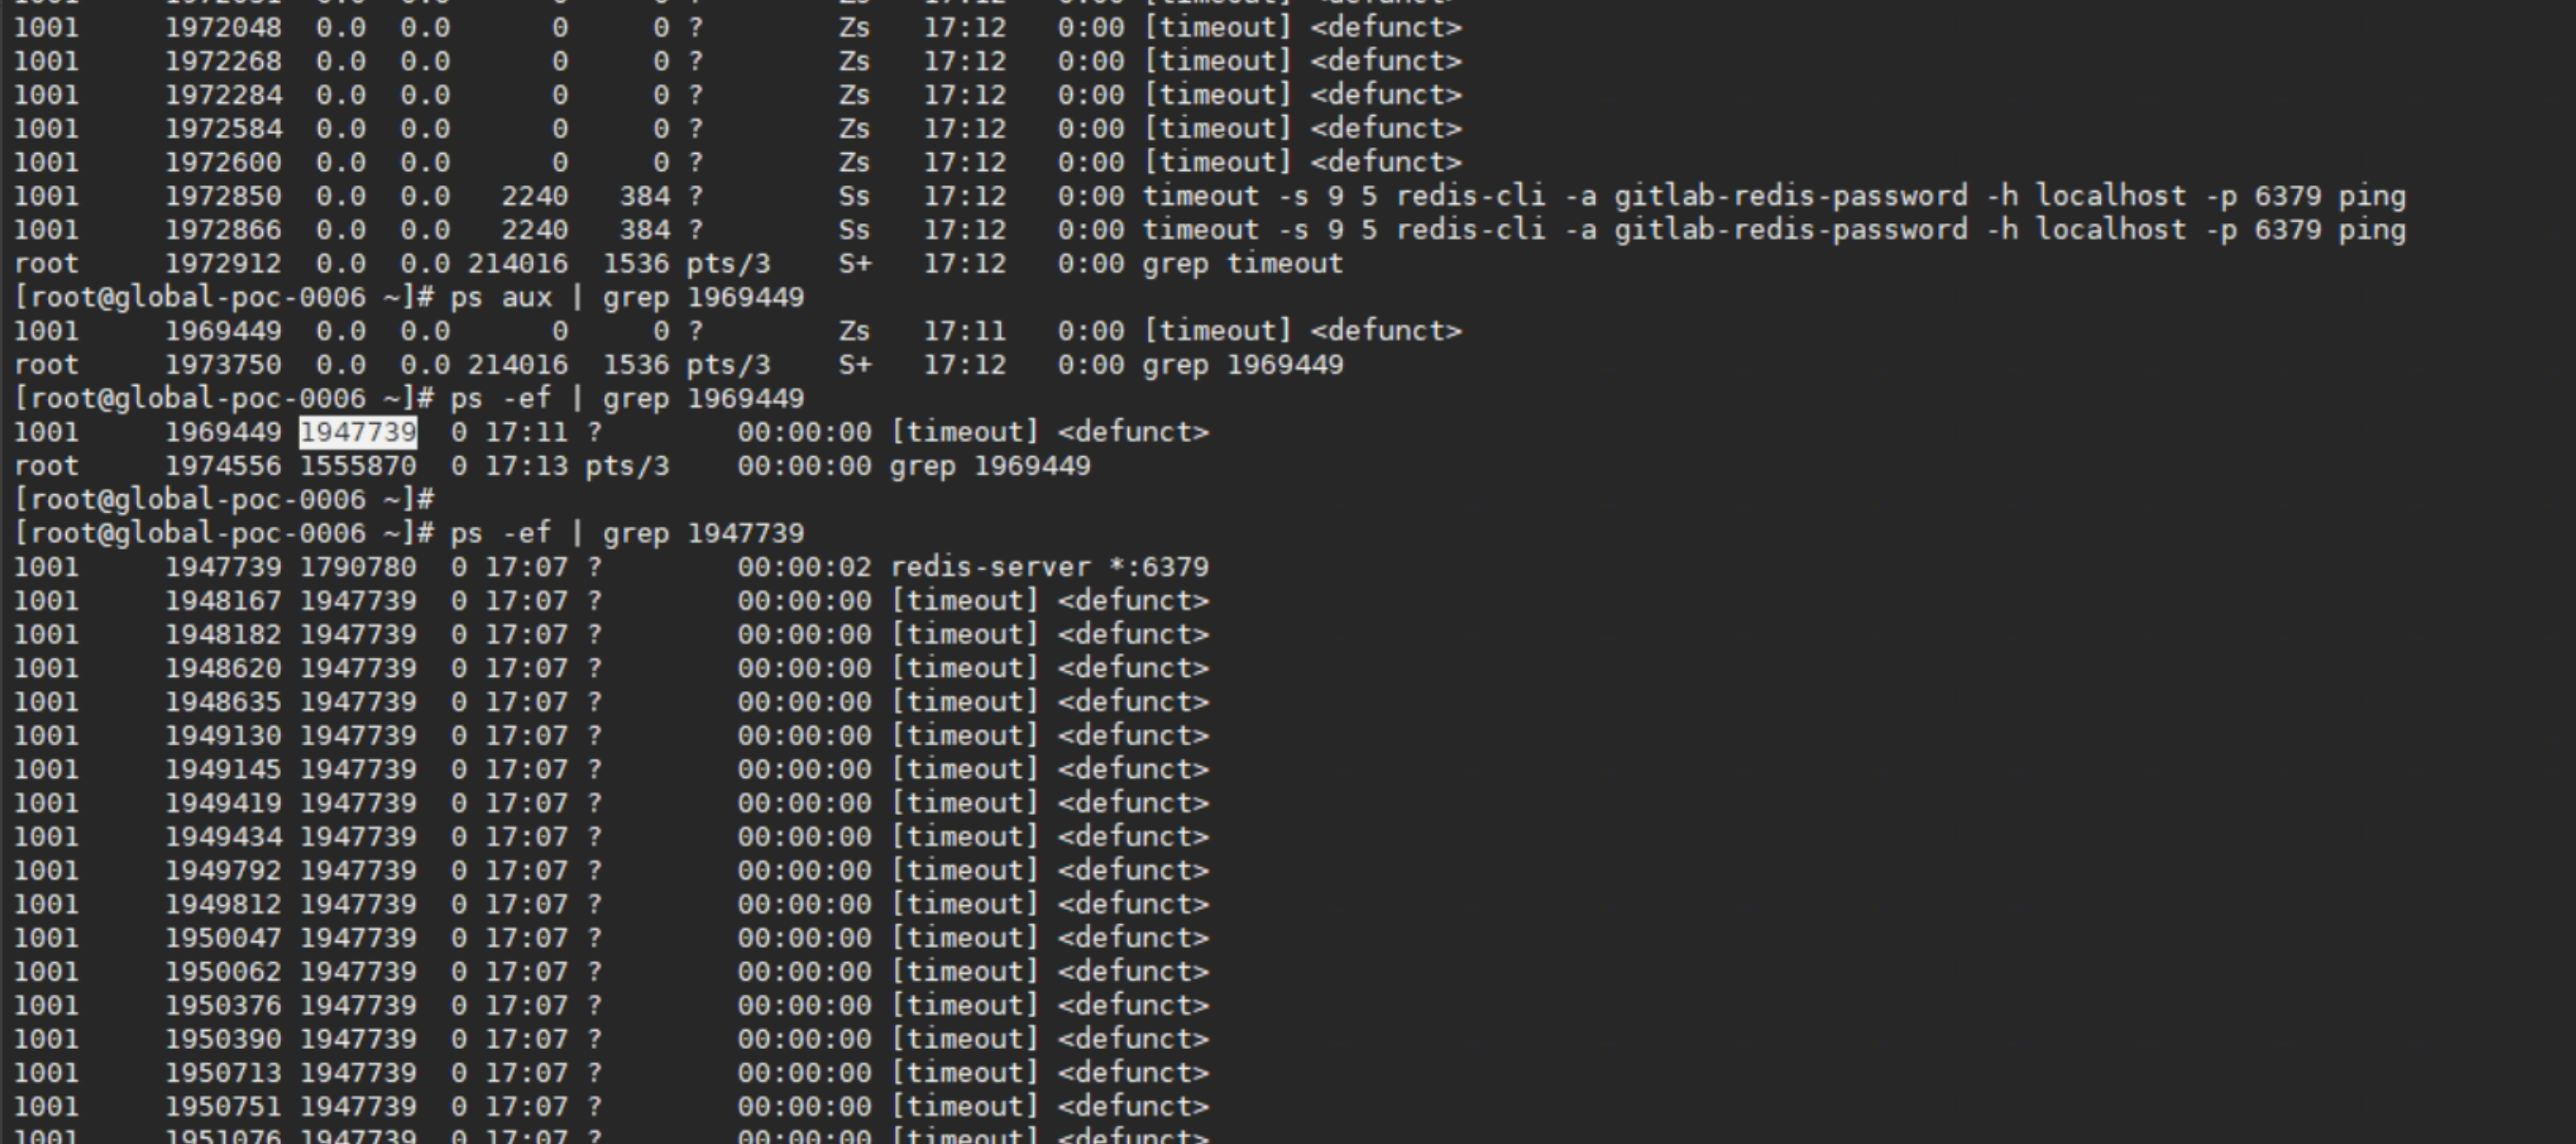 1001 1972048 0.0 0.0 0 0 ? Zs 17:12 0:00 [timeout] <defunct>
1001 1972268 0.0 0.0 0 0 ? Zs 17:12 0:00 [timeout] <defunct>
1001 1972284 0.0 0.0 0 0 ? Zs 17:12 0:00 [timeout] <defunct>
1001 1972584 0.0 0.0 0 0 ? Zs 17:12 0:00 [timeout] <defunct>
1001 1972600 0.0 0.0 0 0 ? Zs 17:12 0:00 [timeout] <defunct>
1001 1972850 0.0 0.0 2240 384 ? Ss 17:12 0:00 timeout -s 9 5 redis-cli -a gitlab-redis-password -h localhost -p 6379 ping
1001 1972866 0.0 0.0 2240 384 ? Ss 17:12 0:00 timeout -s 9 5 redis-cli -a gitlab-redis-password -h localhost -p 6379 ping
root 1972912 0.0 0.0 214016 1536 pts/3 S+ 17:12 0:00 grep timeout
[root@global-poc-0006 ~]# ps aux | grep 1969449
1001 1969449 0.0 0.0 0 0 ? Zs 17:11 0:00 [timeout] <defunct>
root 1973750 0.0 0.0 214016 1536 pts/3 S+ 17:12 0:00 grep 1969449
[root@global-poc-0006 ~]# ps -ef | grep 1969449
1001 1969449 1947739 0 17:11 ? 00:00:00 [timeout] <defunct>
root 1974556 1555870 0 17:13 pts/3 00:00:00 grep 1969449
[root@global-poc-0006 ~]#
[root@global-poc-0006 ~]# ps -ef | grep 1947739
1001 1947739 1790780 0 17:07 ? 00:00:02 redis-server *:6379
1001 1948167 1947739 0 17:07 ? 00:00:00 [timeout] <defunct>
1001 1948182 1947739 0 17:07 ? 00:00:00 [timeout] <defunct>
1001 1948620 1947739 0 17:07 ? 00:00:00 [timeout] <defunct>
1001 1948635 1947739 0 17:07 ? 00:00:00 [timeout] <defunct>
1001 1949130 1947739 0 17:07 ? 00:00:00 [timeout] <defunct>
1001 1949145 1947739 0 17:07 ? 00:00:00 [timeout] <defunct>
1001 1949419 1947739 0 17:07 ? 00:00:00 [timeout] <defunct>
1001 1949434 1947739 0 17:07 ? 00:00:00 [timeout] <defunct>
1001 1949792 1947739 0 17:07 ? 00:00:00 [timeout] <defunct>
1001 1949812 1947739 0 17:07 ? 00:00:00 [timeout] <defunct>
1001 1950047 1947739 0 17:07 ? 00:00:00 [timeout] <defunct>
1001 1950062 1947739 0 17:07 ? 00:00:00 [timeout] <defunct>
1001 1950376 1947739 0 17:07 ? 00:00:00 [timeout] <defunct>
1001 1950390 1947739 0 17:07 ? 00:00:00 [timeout] <defunct>
1001 1950713 1947739 0 17:07 ? 00:00:00 [timeout] <defunct>
1001 1950751 1947739 0 17:07 ? 00:00:00 [timeout] <defunct>
1001 1951076 1947739 0 17:07 ? 00:00:00 [timeout] <defunct>